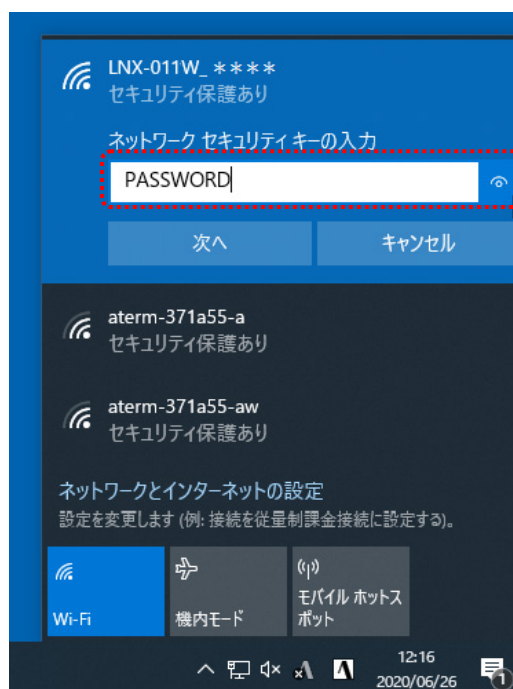 LNX-011W_＊＊＊＊
セキュリティ保護あり
ネットワーク セキュリティ キーの入力
PASSWORD
次へ
キャンセル
aterm-371a55-a
セキュリティ保護あり
aterm-371a55-aw
セキュリティ保護あり
ネットワークとインターネットの設定
設定を変更します (例: 接続を従量制課金接続に設定する)。
Wi-Fi
機内モード
モバイル ホットス
ポット
A
12:16
2020/06/26
1